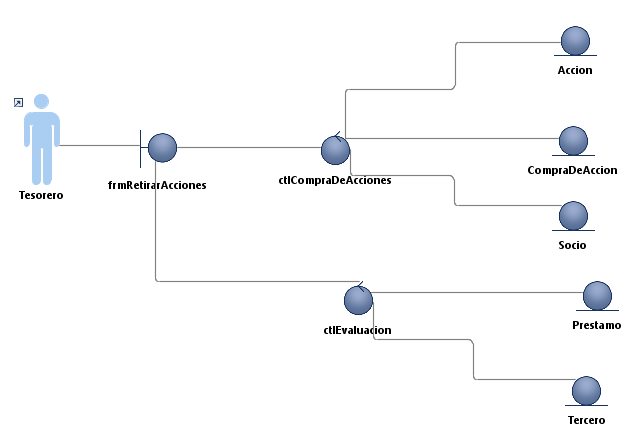 Accion
CompraDeAccion
ctlCompraDeAcciones
frmRetirarAcciones
Tesorero
Socio
Prestamo
ctlEvaluacion
Tercero